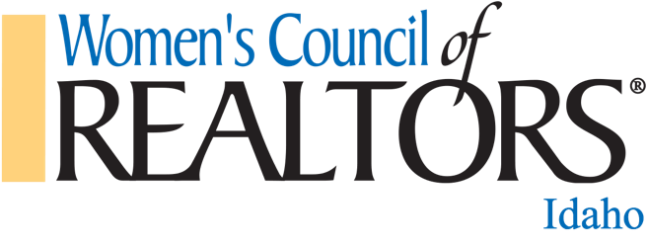 Women's Council of
REALTORS®
Idaho